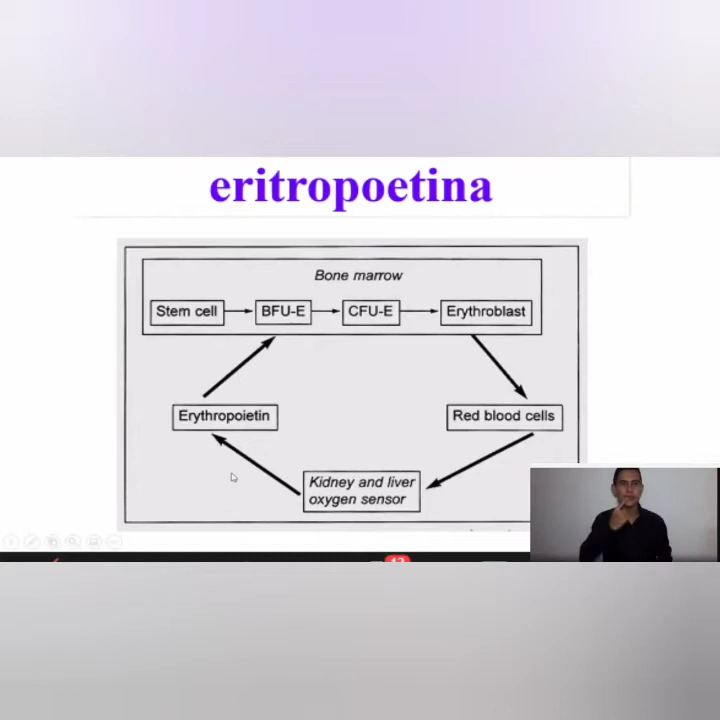 eritropoetina
Bone marrow
Stem cell
BFU-E
CFU-E
Erythroblast
Erythropoietin
Red blood cells
Kidney and liver
oxygen sensor